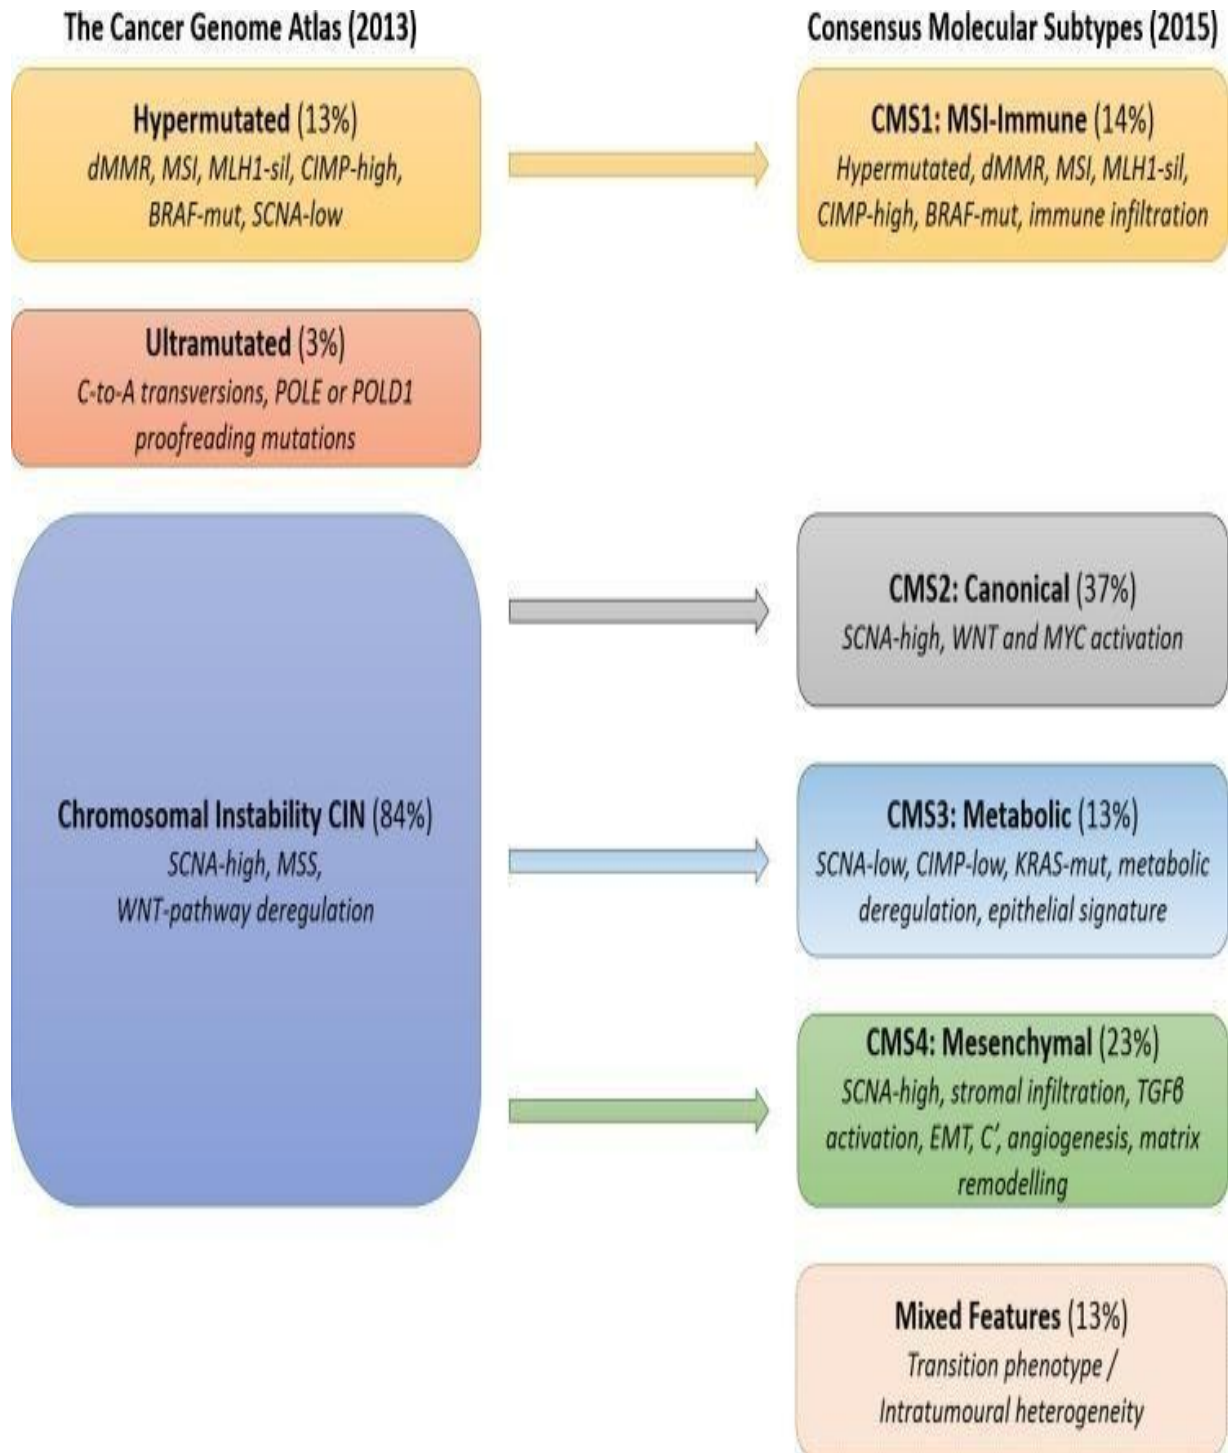 The Cancer Genome Atlas (2013)
Consensus Molecular Subtypes (2015)
Hypermutated (13%)
dMMR, MSI, MLH1-sil, CIMP-high,
BRAF-mut, SCNA-low
CMS1: MSI-Immune (14%)
Hypermutated, dMMR, MSI, MLH1-sil,
CIMP-high, BRAF-mut, immune infiltration
Ultramutated (3%)
C-to-A transversions, POLE or POLD1
proofreading mutations
Chromosomal Instability CIN (84%)
SCNA-high, MSS,
WNT-pathway deregulation
CMS2: Canonical (37%)
SCNA-high, WNT and MYC activation
CMS3: Metabolic (13%)
SCNA-low, CIMP-low, KRAS-mut, metabolic
deregulation, epithelial signature
CMS4: Mesenchymal (23%)
SCNA-high, stromal infiltration, TGFβ
activation, EMT, C′, angiogenesis, matrix
remodelling
Mixed Features (13%)
Transition phenotype /
Intratumoural heterogeneity